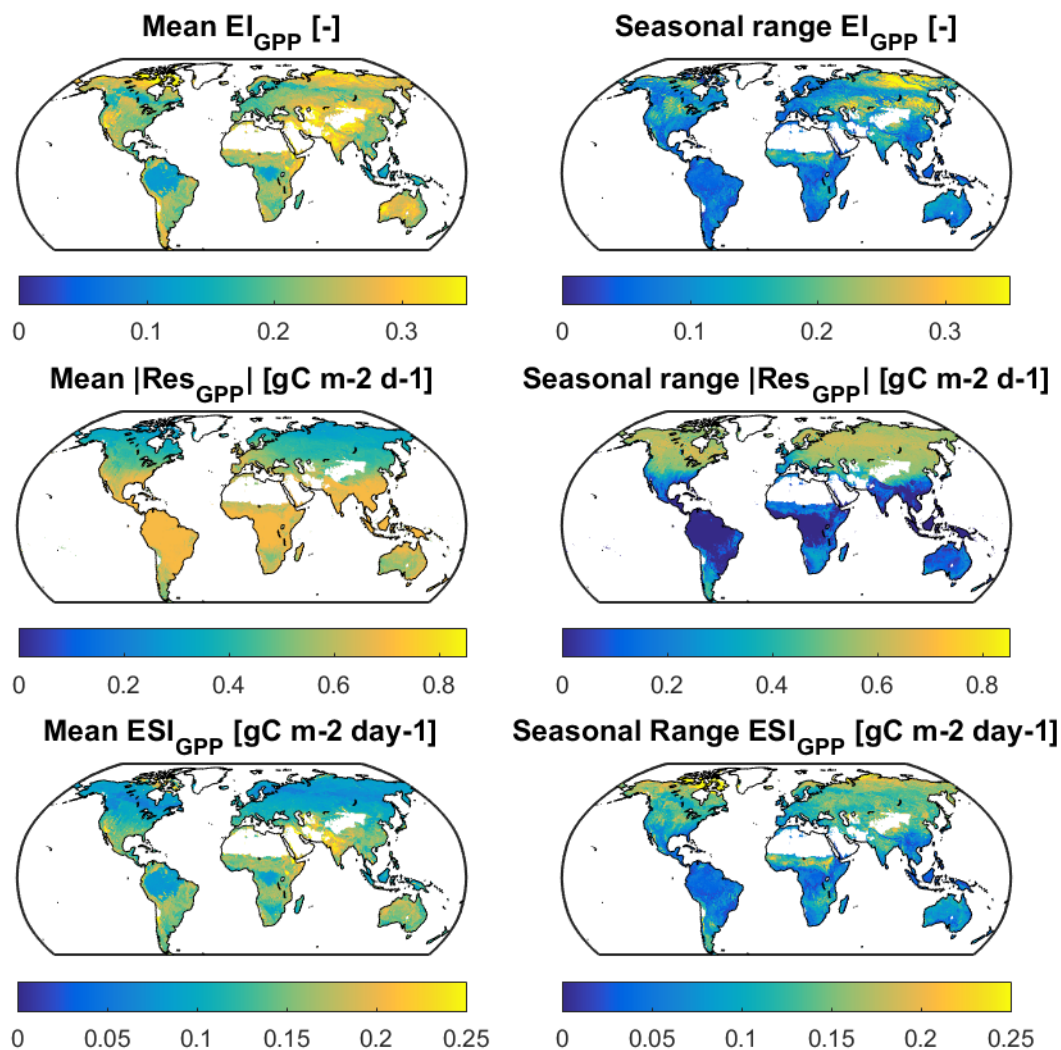 Mean EI_GPP [-]
Seasonal range EI_GPP [-]
0 0.1 0.2 0.3
0 0.1 0.2 0.3
Mean |Res_GPP| [gC m-2 d-1]
Seasonal range |Res_GPP| [gC m-2 d-1]
0 0.2 0.4 0.6 0.8
0 0.2 0.4 0.6 0.8
Mean ESI_GPP [gC m-2 day-1]
Seasonal Range ESI_GPP [gC m-2 day-1]
0 0.05 0.1 0.15 0.2 0.25
0 0.05 0.1 0.15 0.2 0.25